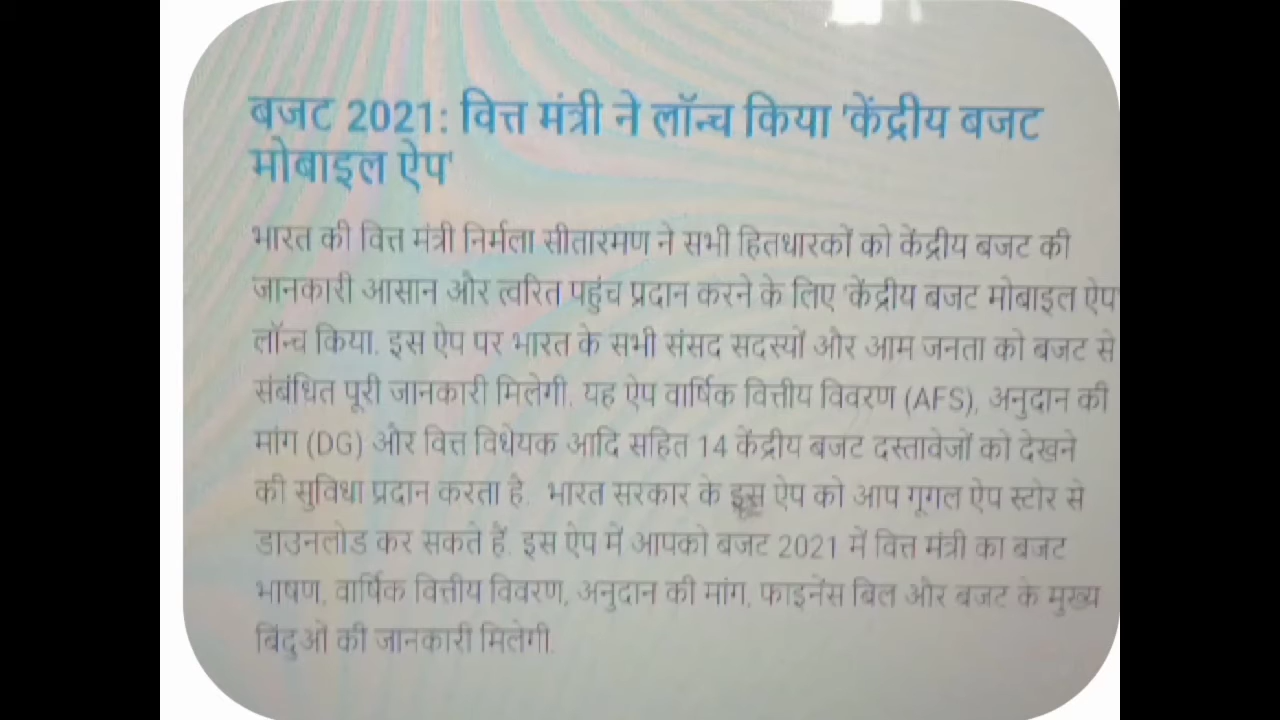 बजट 2021: वित्त मंत्री ने लॉन्च किया 'केंद्रीय बजट
मोबाइल ऐप'
भारत की वित्त मंत्री निर्मला सीतारमण ने सभी हितधारकों को केंद्रीय बजट की
जानकारी आसान और त्वरित पहुंच प्रदान करने के लिए 'केंद्रीय बजट मोबाइल ऐप'
लॉन्च किया. इस ऐप पर भारत के सभी संसद सदस्यों और आम जनता को बजट से
संबंधित पूरी जानकारी मिलेगी. यह ऐप वार्षिक वित्तीय विवरण (AFS), अनुदान की
मांग (DG) और वित्त विधेयक आदि सहित 14 केंद्रीय बजट दस्तावेजों को देखने
की सुविधा प्रदान करता है. भारत सरकार के इस ऐप को आप गूगल ऐप स्टोर से
डाउनलोड कर सकते हैं. इस ऐप में आपको बजट 2021 में वित्त मंत्री का बजट
भाषण, वार्षिक वित्तीय विवरण, अनुदान की मांग, फाइनेंस बिल और बजट के मुख्य
बिंदुओं की जानकारी मिलेगी.